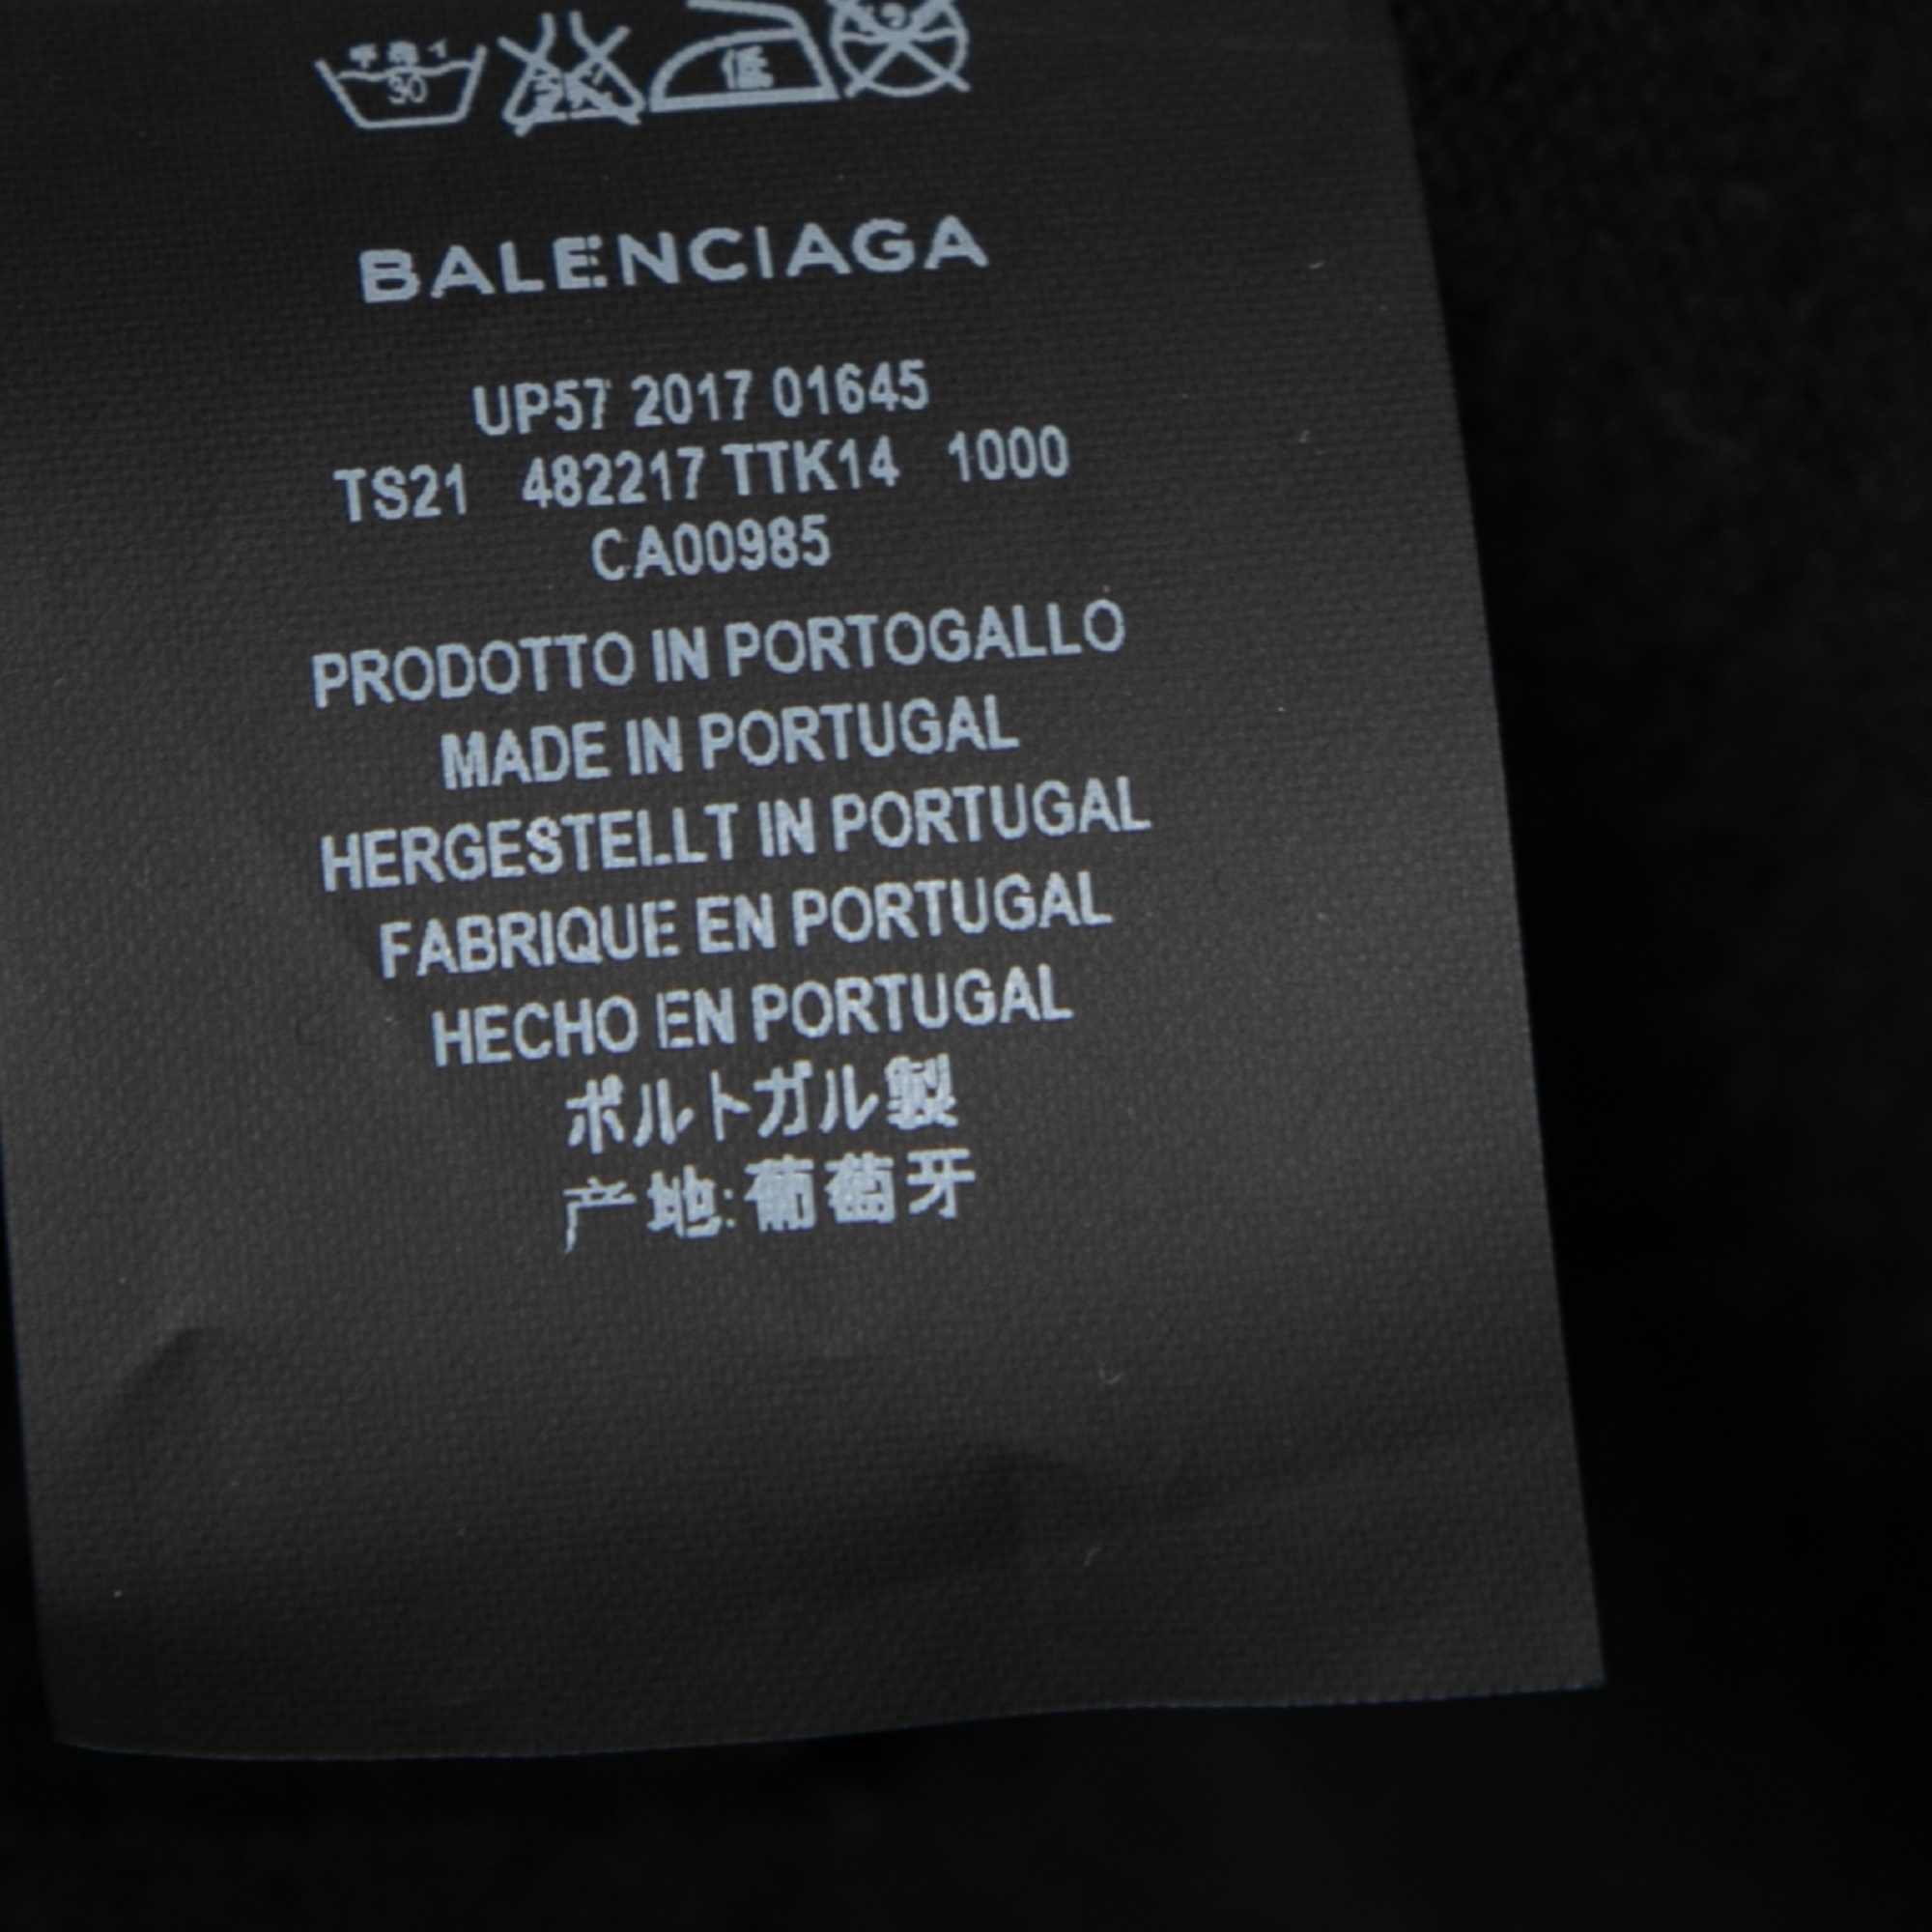 30
BALENCIAGA
UP57 2017 01645
TS21 482217 TTK14 1000
CA00985
PRODOTTO IN PORTOGALLO
MADE IN PORTUGAL
HERGESTELLT IN PORTUGAL
FABRIQUE EN PORTUGAL
HECHO EN PORTUGAL
ポルトガル製
产地:葡萄牙